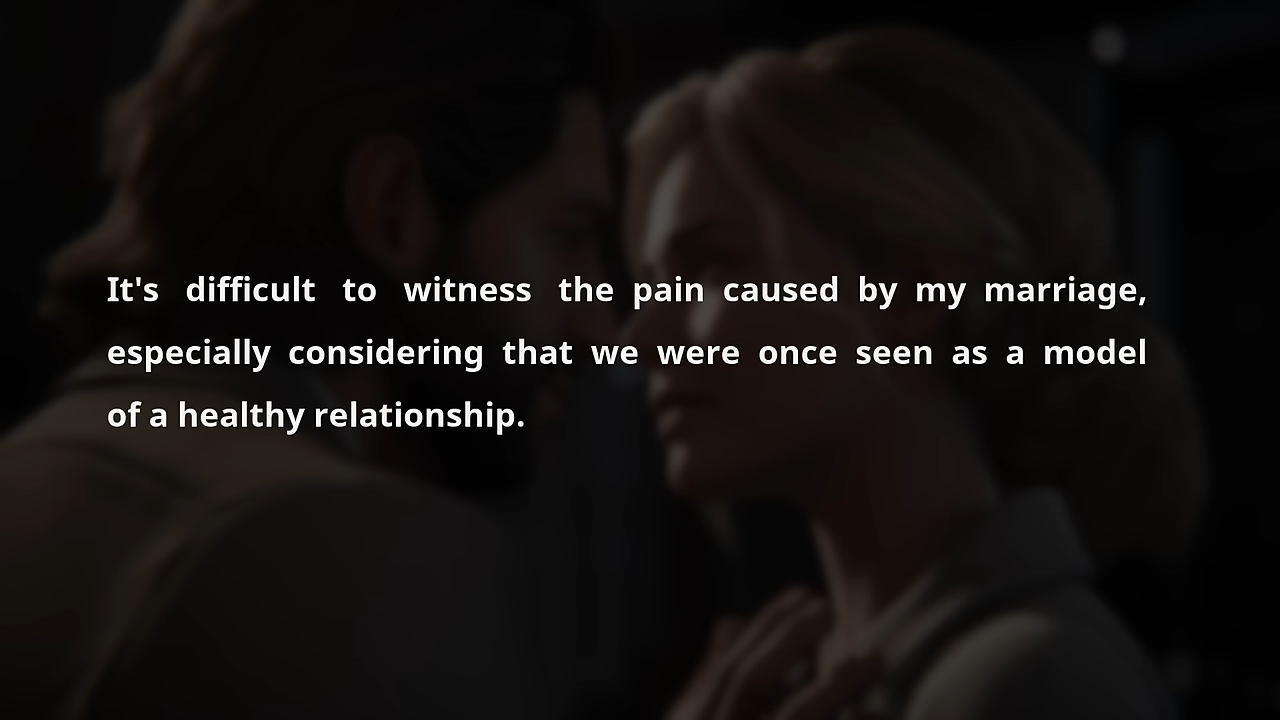 It's difficult to witness the pain caused by my marriage,
especially considering that we were once seen as a model
of a healthy relationship.